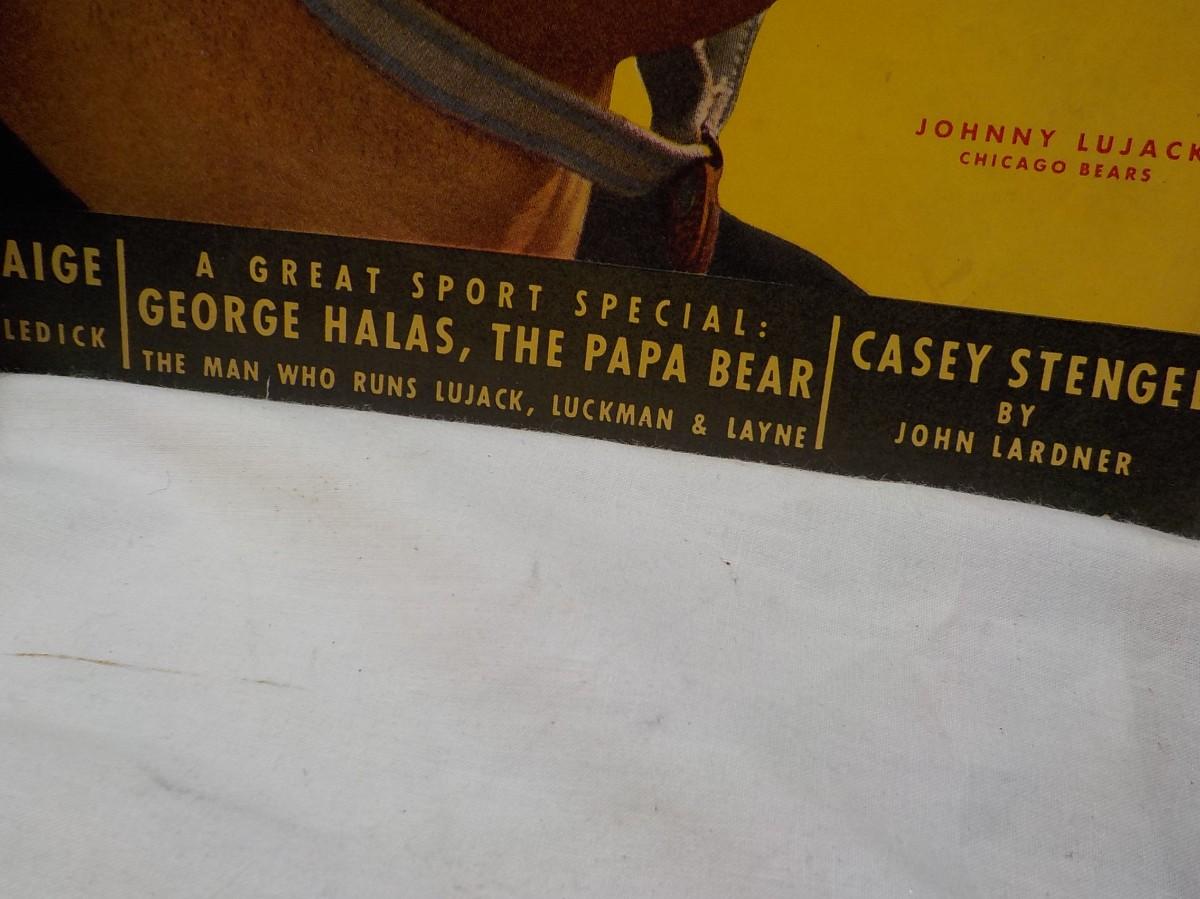 JOHNNY LUJACK
CHICAGO BEARS
AIGE
LEDICK
A GREAT SPORT SPECIAL:
GEORGE HALAS, THE PAPA BEAR
THE MAN WHO RUNS LUJACK, LUCKMAN & LAYNE
CASEY STENGEL
BY
JOHN LARDNER